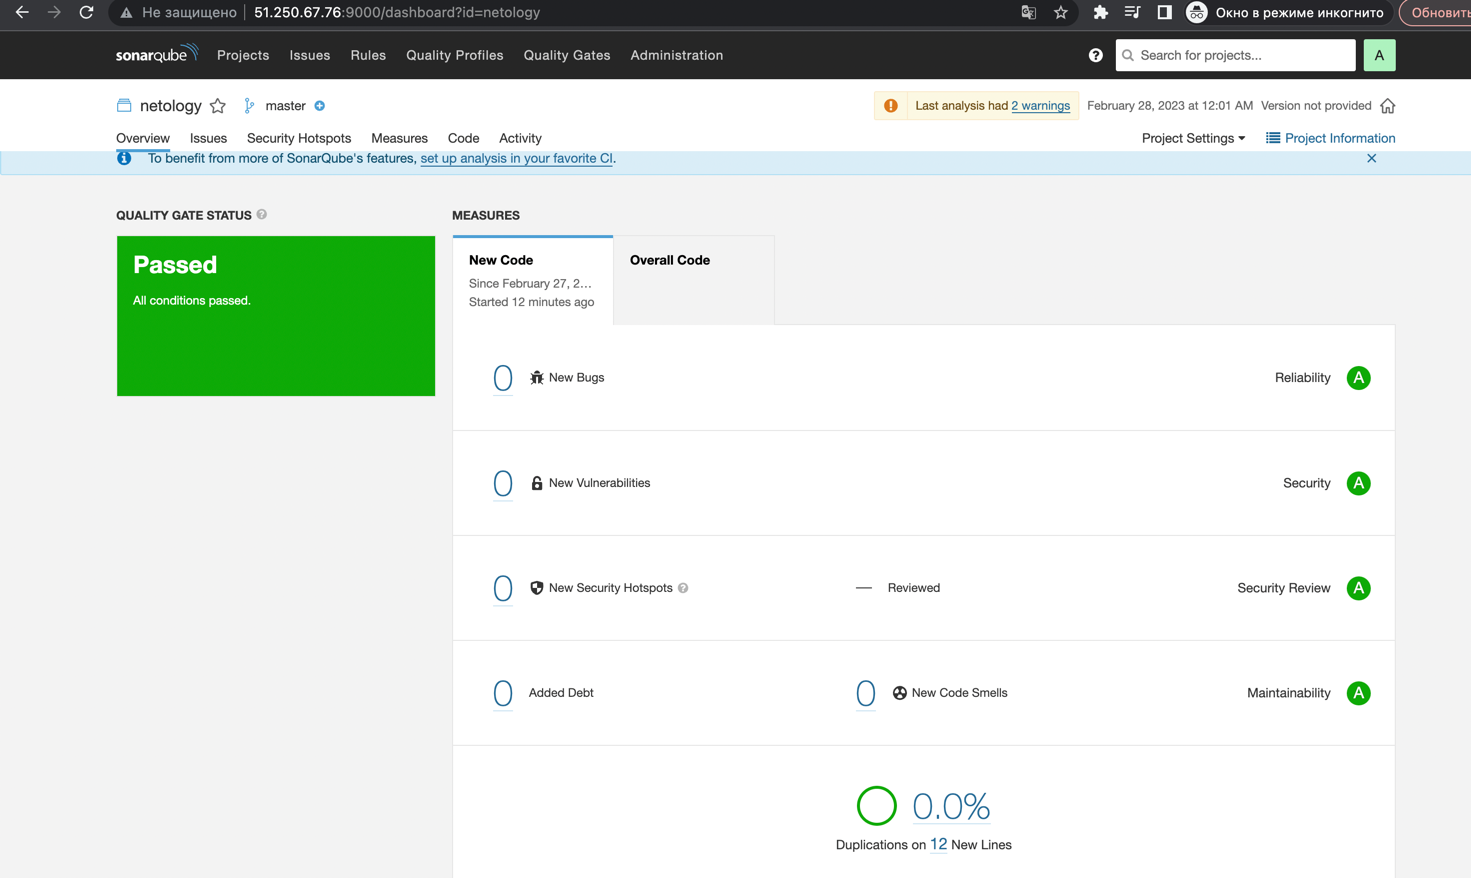 Не защищено 51.250.67.76:9000/dashboard?id=netology Окно в режиме инкогнито Обновить
sonarqube Projects Issues Rules Quality Profiles Quality Gates Administration ? Search for projects... A
netology master Last analysis had 2 warnings February 28, 2023 at 12:01 AM Version not provided
Overview Issues Security Hotspots Measures Code Activity Project Settings Project Information
To benefit from more of SonarQube's features, set up analysis in your favorite CI.
QUALITY GATE STATUS ? MEASURES
Passed
All conditions passed.
New Code Overall Code
Since February 27, 2...
Started 12 minutes ago
0 New Bugs Reliability A
0 New Vulnerabilities Security A
0 New Security Hotspots ? — Reviewed Security Review A
0 Added Debt 0 New Code Smells Maintainability A
0.0%
Duplications on 12 New Lines